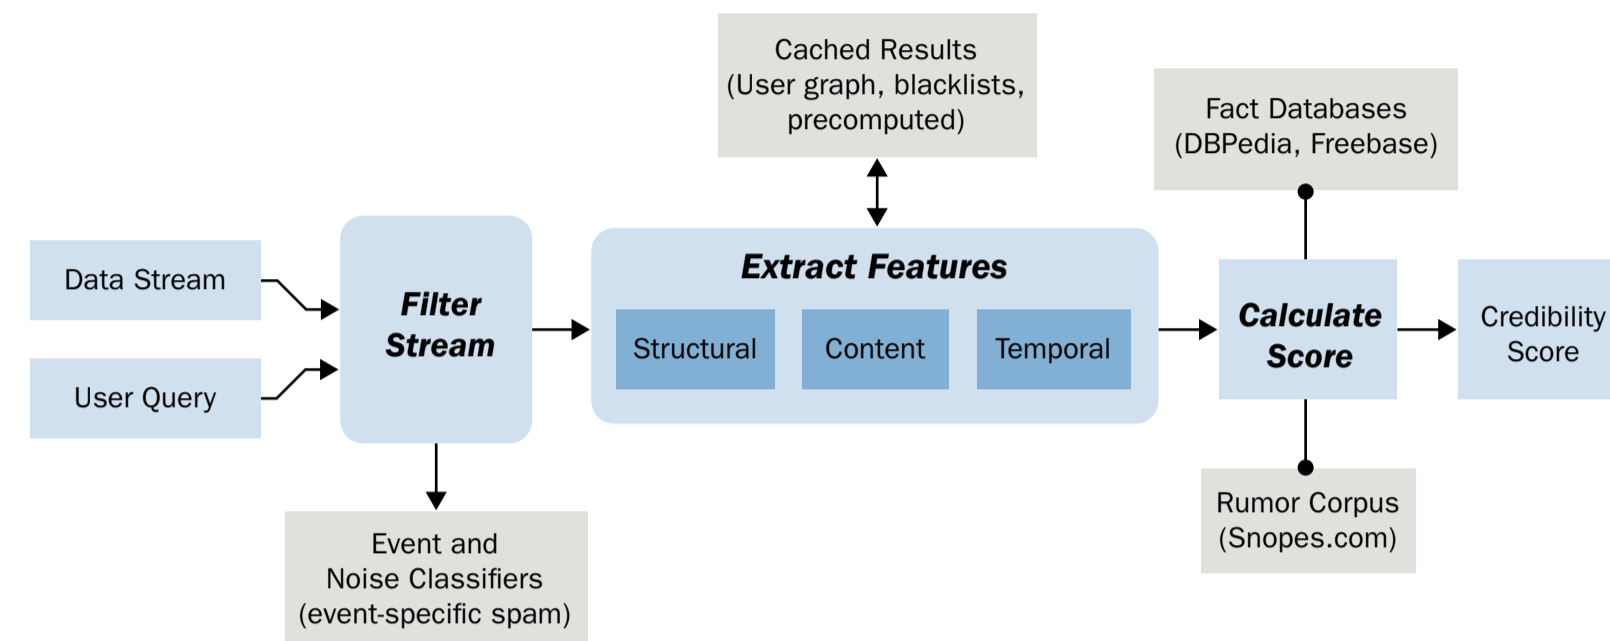 Cached Results
(User graph, blacklists,
precomputed)
Fact Databases
(DBPedia, Freebase)
Data Stream
User Query
Filter
Stream
Extract Features
Structural
Content
Temporal
Calculate
Score
Credibility
Score
Event and
Noise Classifiers
(event-specific spam)
Rumor Corpus
(Snopes.com)